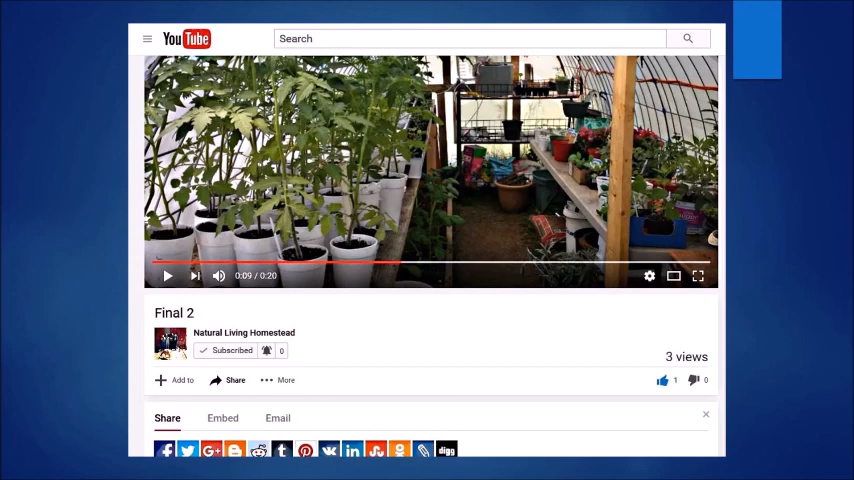 YouTube
Search
0:09 / 0:20
Final 2
Natural Living Homestead
Subscribed
0
3 views
Add to
Share
More
1
0
Share
Embed
Email
digg